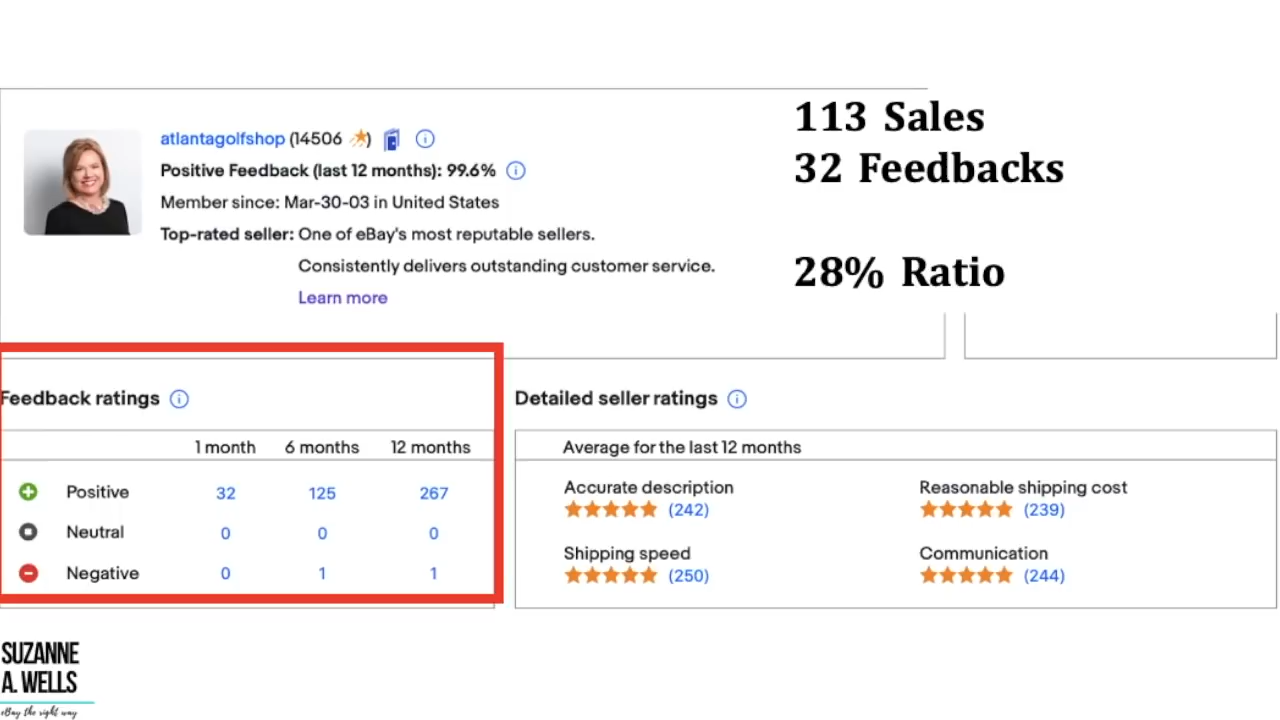 113 Sales
32 Feedbacks
28% Ratio
atlantagolfshop (14506 )
Positive Feedback (last 12 months): 99.6%
Member since: Mar-30-03 in United States
Top-rated seller: One of eBay's most reputable sellers.
Consistently delivers outstanding customer service.
Learn more
Feedback ratings
1 month 6 months 12 months
Positive 32 125 267
Neutral 0 0 0
Negative 0 1 1
Detailed seller ratings
Average for the last 12 months
Accurate description
(242)
Reasonable shipping cost
(239)
Shipping speed
(250)
Communication
(244)
SUZANNE
A. WELLS
eBay the right way